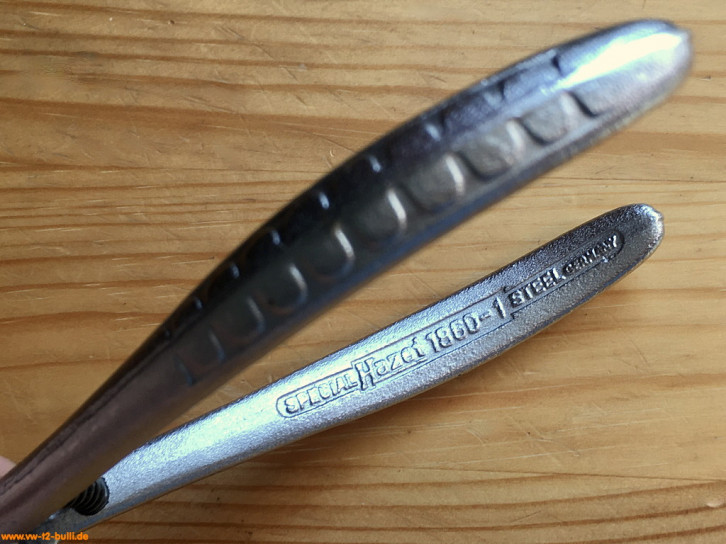 SPECIAL Hazet 1860-1 STEEL GERMANY
www.vw-t2-bulli.de